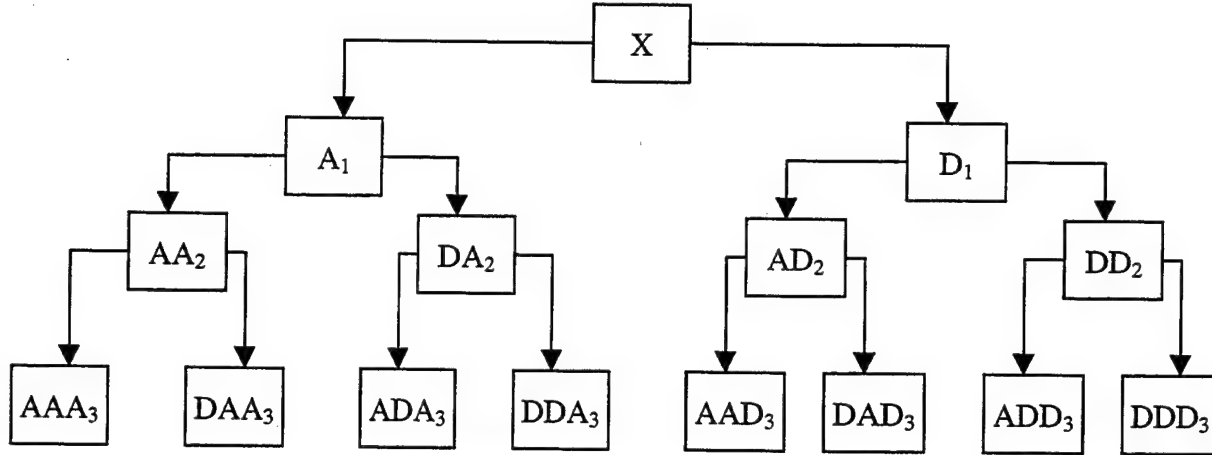 X
A₁
D₁
AA₂
DA₂
AD₂
DD₂
AAA₃
DAA₃
ADA₃
DDA₃
AAD₃
DAD₃
ADD₃
DDD₃